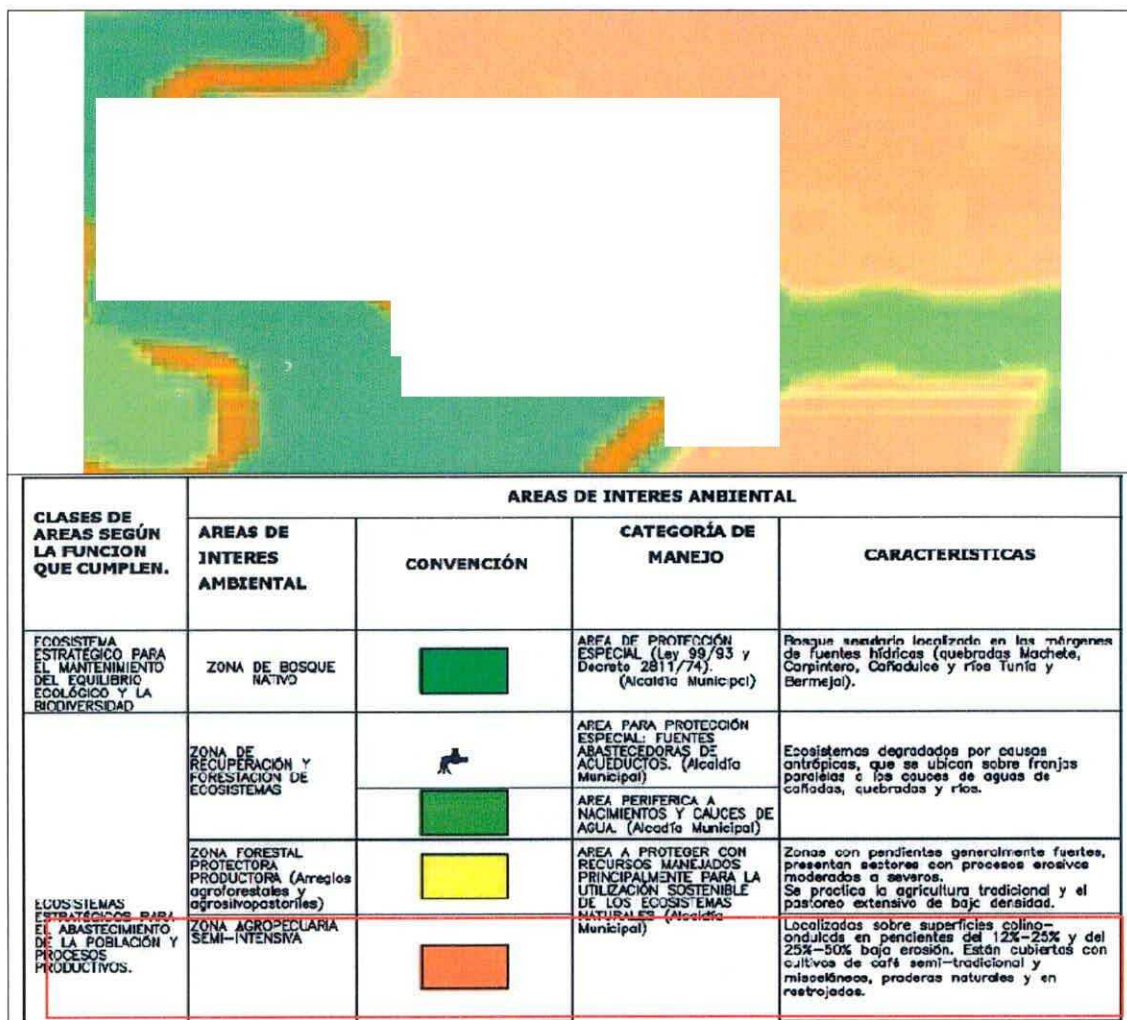 AREAS DE INTERES ANBIENTAL
CLASES DE
AREAS SEGÚN
LA FUNCION
QUE CUMPLEN.
AREAS DE
INTERES
AMBIENTAL
CONVENCIÓN
CATEGORÍA DE
MANEJO
CARACTERISTICAS
ECOSISTEMA
ESTRATÉGICO PARA
EL MANTENIMIENTO
DEL EQUILIBRIO
ECOLÓGICO Y LA
BIODIVERSIDAD
ZONA DE BOSQUE
NATIVO
AREA DE PROTECCIÓN
ESPECIAL (Ley 99/93 y
Decreto 2811/74).
(Alcaldía Municipal)
Bosque secundario localizado en las márgenes
de fuentes hídricas (quebradas Machete,
Carpintero, Cañadulce y ríos Tunía y
Bermejal).
ECOSISTEMAS
ESTRATÉGICOS PARA
EL ABASTECIMIENTO
DE LA POBLACIÓN Y
PROCESOS
PRODUCTIVOS.
ZONA DE
RECUPERACIÓN Y
FORESTACIÓN DE
ECOSISTEMAS
AREA PARA PROTECCIÓN
ESPECIAL: FUENTES
ABASTECEDORAS DE
ACUEDUCTOS. (Alcaldía
Municipal)
AREA PERIFERICA A
NACIMIENTOS Y CAUCES DE
AGUA. (Alcadía Municipal)
Ecosistemas degradados por causas
antrópicas, que se ubican sobre franjas
paralelas a los cauces de aguas de
cañadas, quebradas y ríos.
ZONA FORESTAL
PROTECTORA
PRODUCTORA (Arreglos
agroforestales y
agrosilvopastoriles)
AREA A PROTEGER CON
RECURSOS MANEJADOS
PRINCIPALMENTE PARA LA
UTILIZACIÓN SOSTENIBLE
DE LOS ECOSISTEMAS
NATURALES (Alcaldía
Municipal)
Zonas con pendientes generalmente fuertes,
presentan sectores con procesos erosivos
moderados a severos.
Se practica la agricultura tradicional y el
pastoreo extensivo de baja densidad.
ZONA AGROPECUARIA
SEMI-INTENSIVA
Localizadas sobre superficies colino-
onduladas en pendientes del 12%-25% y del
25%-50% baja erosión. Están cubiertas con
cultivos de café semi-tradicional y
misceláneos, praderas naturales y en
rastrojadas.